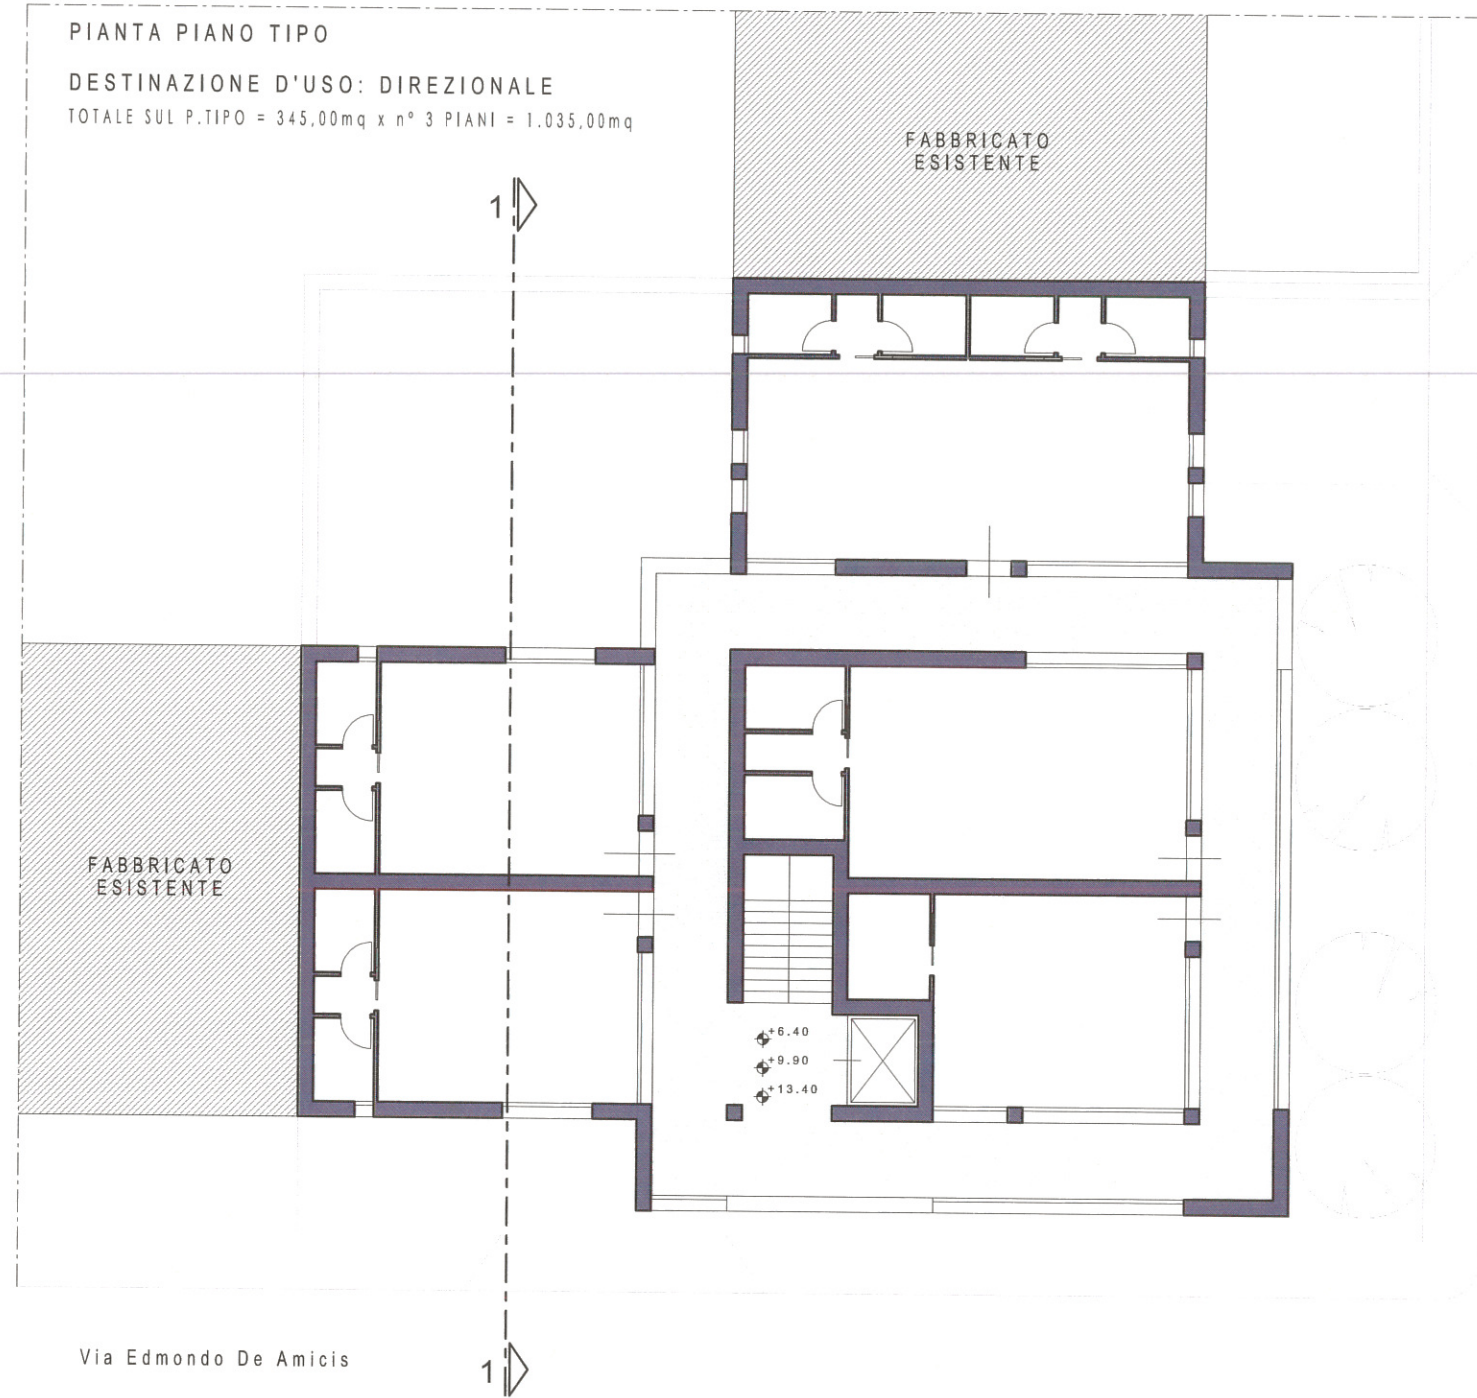 PIANTA PIANO TIPO
DESTINAZIONE D'USO: DIREZIONALE
TOTALE SUL P.TIPO = 345,00mq x n° 3 PIANI = 1.035,00mq
FABBRICATO
ESISTENTE
1
FABBRICATO
ESISTENTE
+6.40
+9.90
+13.40
Via Edmondo De Amicis
1